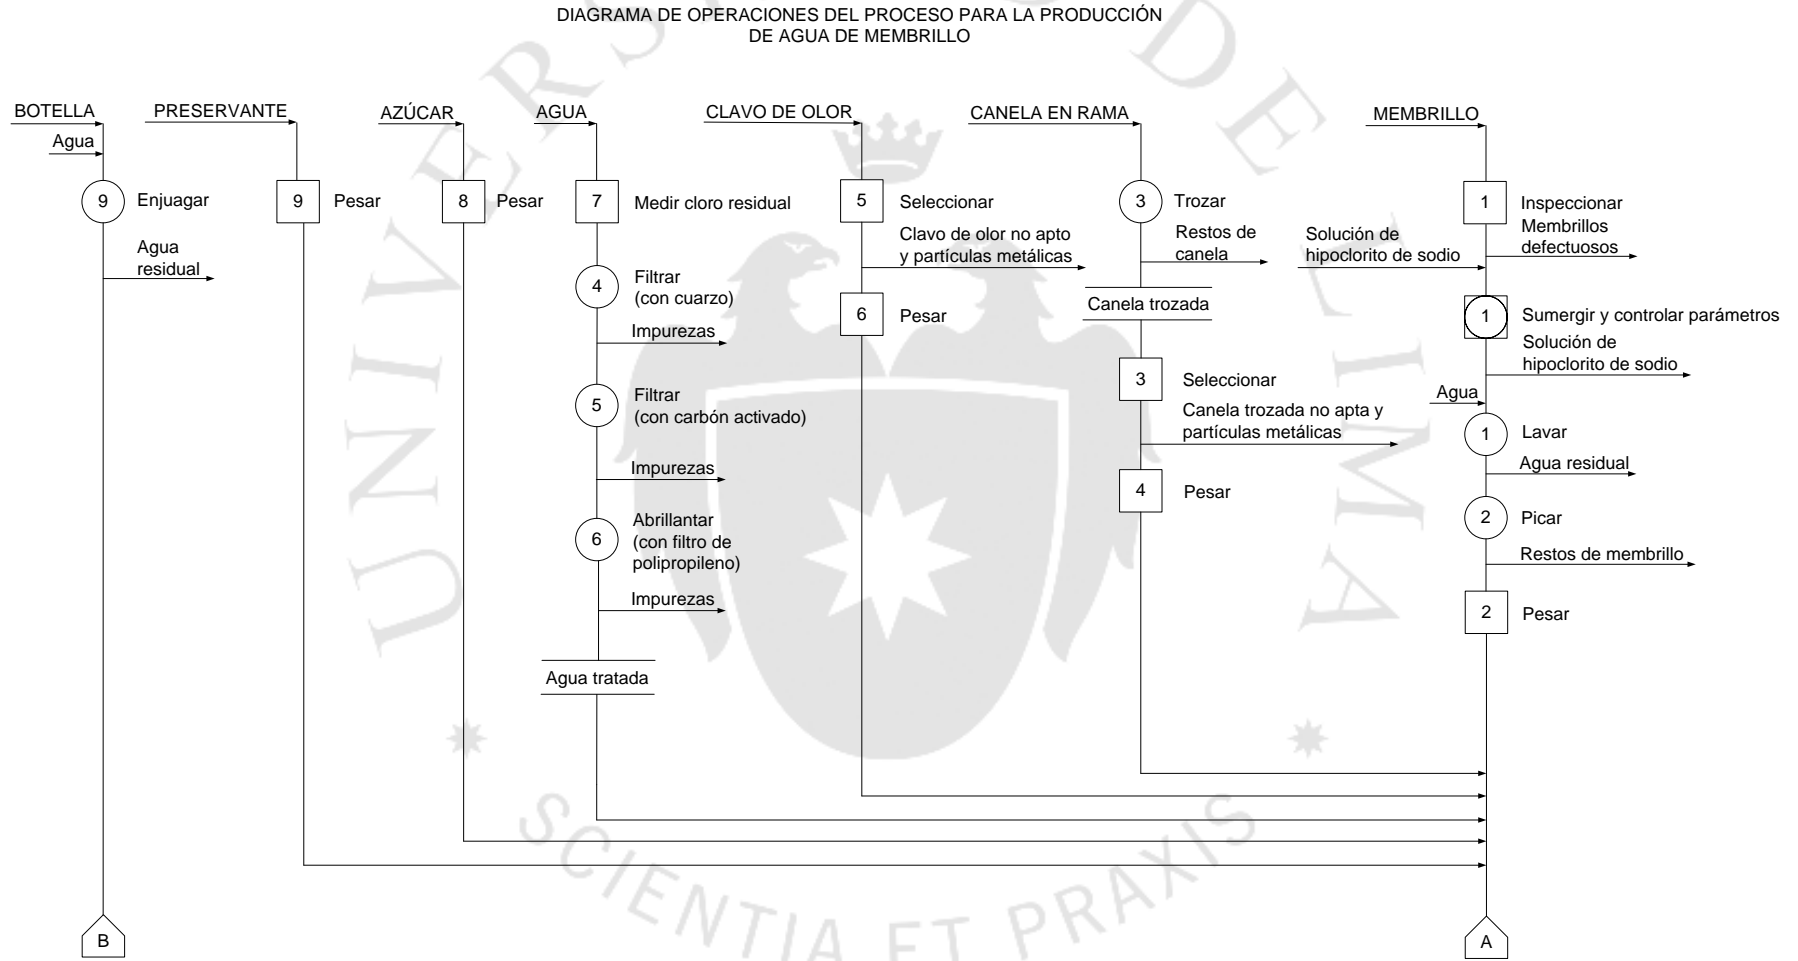 DIAGRAMA DE OPERACIONES DEL PROCESO PARA LA PRODUCCIÓN
DE AGUA DE MEMBRILLO
BOTELLA
Agua
9
Enjuagar
Agua
residual
B
PRESERVANTE
9
Pesar
AZÚCAR
8
Pesar
AGUA
7
Medir cloro residual
4
Filtrar
(con cuarzo)
Impurezas
5
Filtrar
(con carbón activado)
Impurezas
6
Abrillantar
(con filtro de
polipropileno)
Impurezas
Agua tratada
CLAVO DE OLOR
5
Seleccionar
Clavo de olor no apto
y partículas metálicas
6
Pesar
CANELA EN RAMA
3
Trozar
Restos de
canela
Canela trozada
3
Seleccionar
Canela trozada no apta y
partículas metálicas
4
Pesar
MEMBRILLO
1
Inspeccionar
Membrillos
defectuosos
Solución de
hipoclorito de sodio
1
Sumergir y controlar parámetros
Solución de
hipoclorito de sodio
Agua
1
Lavar
Agua residual
2
Picar
Restos de membrillo
2
Pesar
A
UNIVERS
DE LIMA
SCIENTIA ET PRAXIS